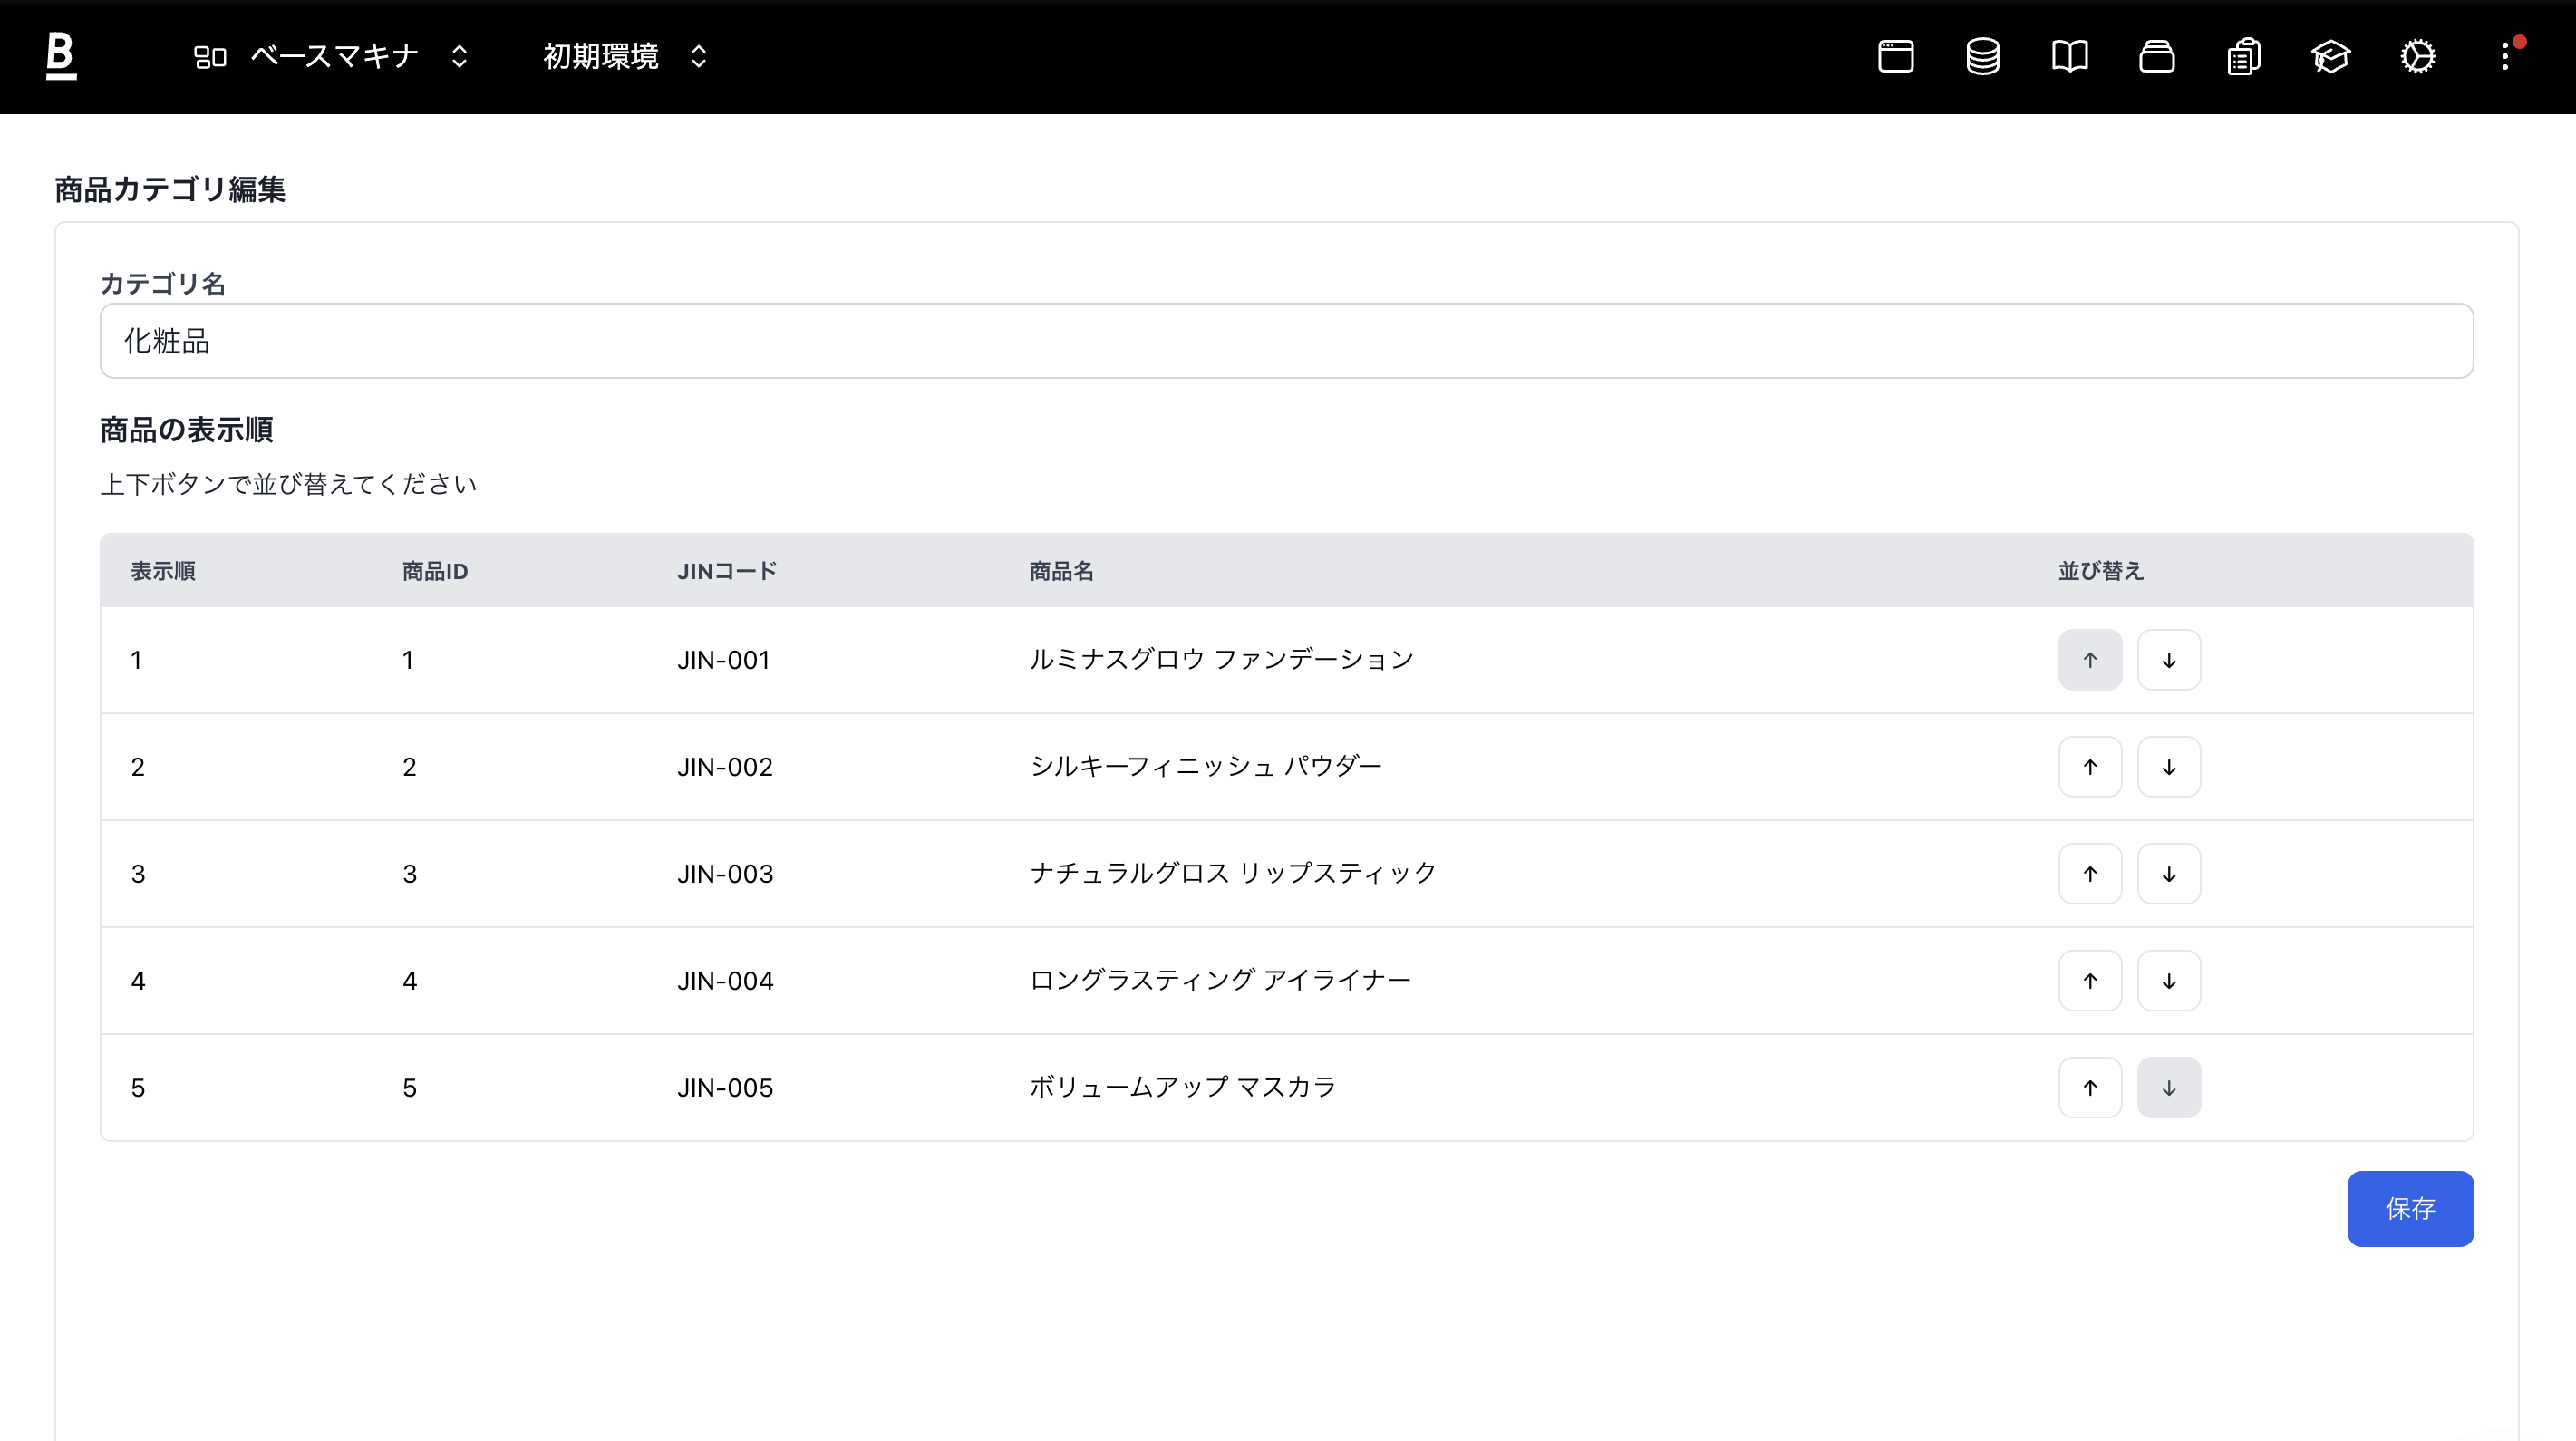 B
ベースマキナ 初期環境
商品カテゴリ編集
カテゴリ名
化粧品
商品の表示順
上下ボタンで並び替えてください
表示順 商品ID JINコード 商品名 並び替え
1 1 JIN-001 ルミナスグロウ ファンデーション ↑ ↓
2 2 JIN-002 シルキーフィニッシュ パウダー ↑ ↓
3 3 JIN-003 ナチュラルグロス リップスティック ↑ ↓
4 4 JIN-004 ロングラスティング アイライナー ↑ ↓
5 5 JIN-005 ボリュームアップ マスカラ ↑ ↓
保存